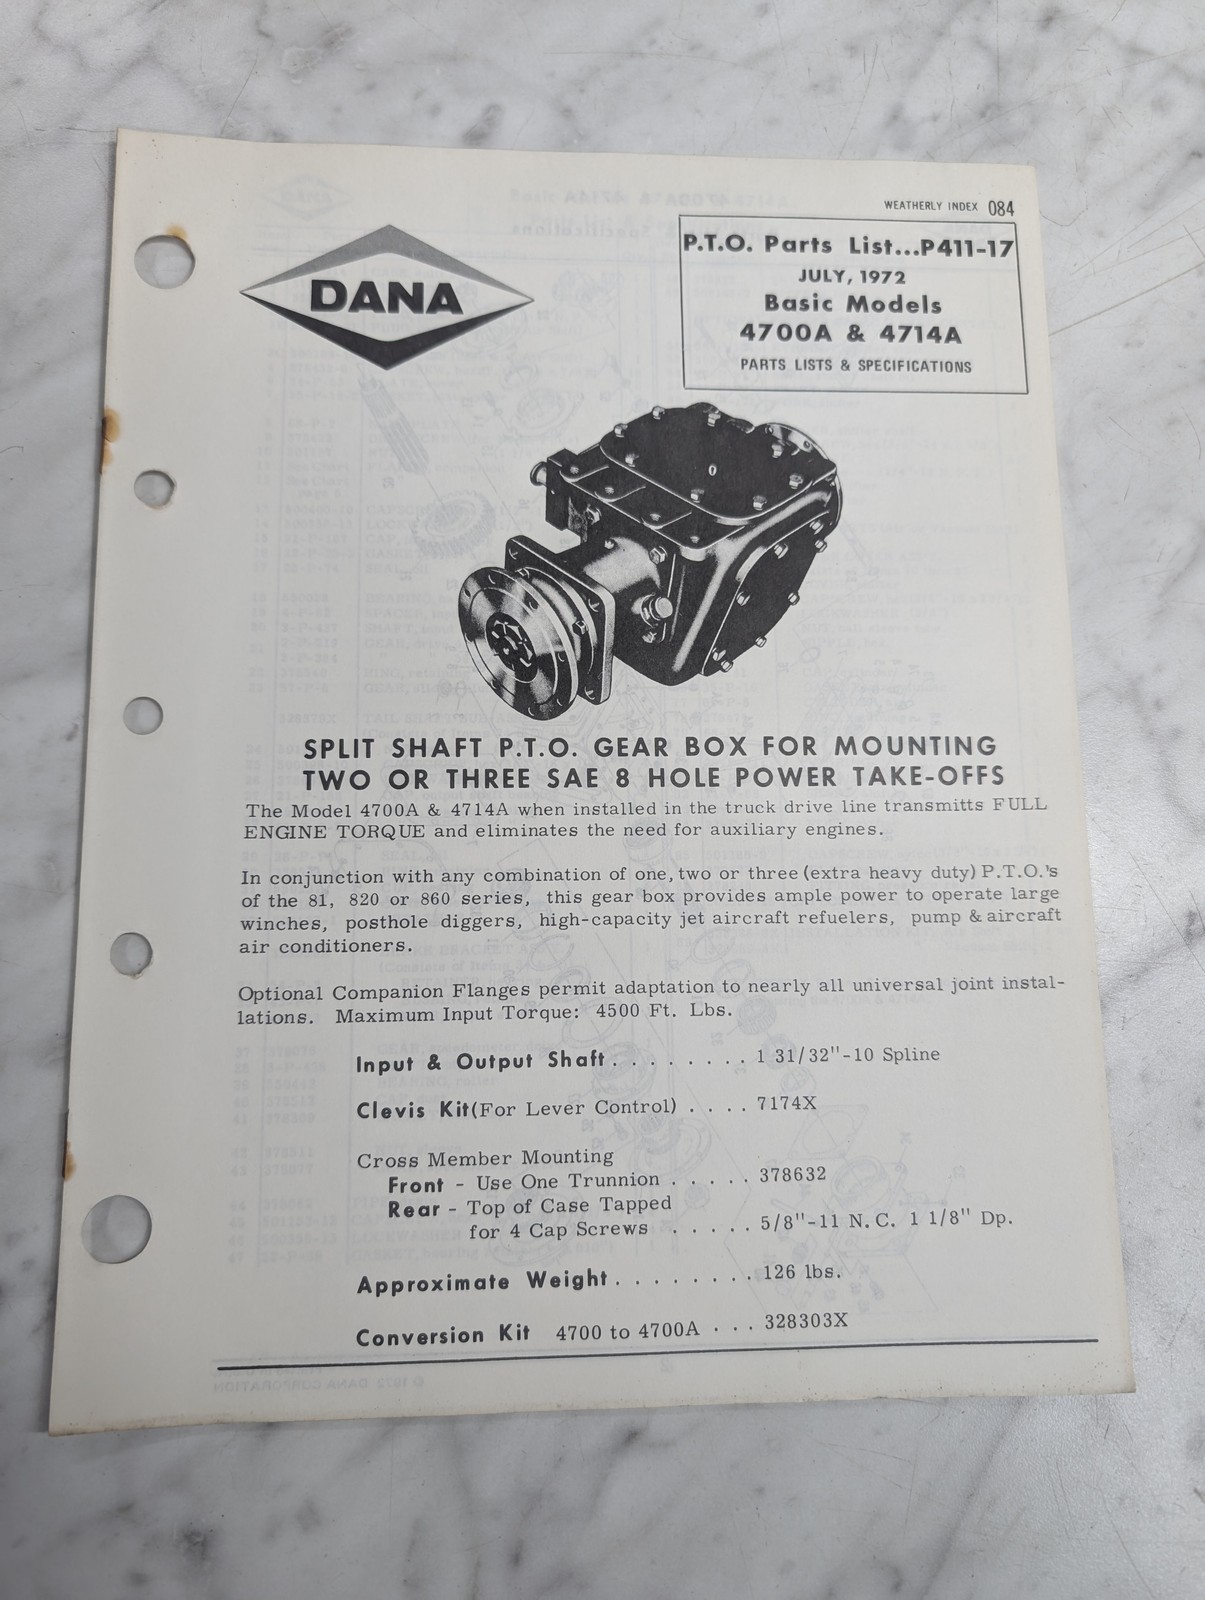 WEATHERLY INDEX 084
P.T.O. Parts List...P411-17
JULY, 1972
Basic Models
4700A & 4714A
PARTS LISTS & SPECIFICATIONS
DANA
SPLIT SHAFT P.T.O. GEAR BOX FOR MOUNTING
TWO OR THREE SAE 8 HOLE POWER TAKE-OFFS
The Model 4700A & 4714A when installed in the truck drive line transmitts FULL
ENGINE TORQUE and eliminates the need for auxiliary engines.
In conjunction with any combination of one, two or three (extra heavy duty) P.T.O.'s
of the 81, 820 or 860 series, this gear box provides ample power to operate large
winches, posthole diggers, high-capacity jet aircraft refuelers, pump & aircraft
air conditioners.
Optional Companion Flanges permit adaptation to nearly all universal joint instal-
lations. Maximum Input Torque: 4500 Ft. Lbs.
Input & Output Shaft . . . . . . . . 1 31/32"-10 Spline
Clevis Kit(For Lever Control) . . . . 7174X
Cross Member Mounting
Front - Use One Trunnion . . . . . 378632
Rear - Top of Case Tapped
for 4 Cap Screws . . . . . 5/8"-11 N.C. 1 1/8" Dp.
Approximate Weight . . . . . . . . 126 lbs.
Conversion Kit 4700 to 4700A . . . 328303X